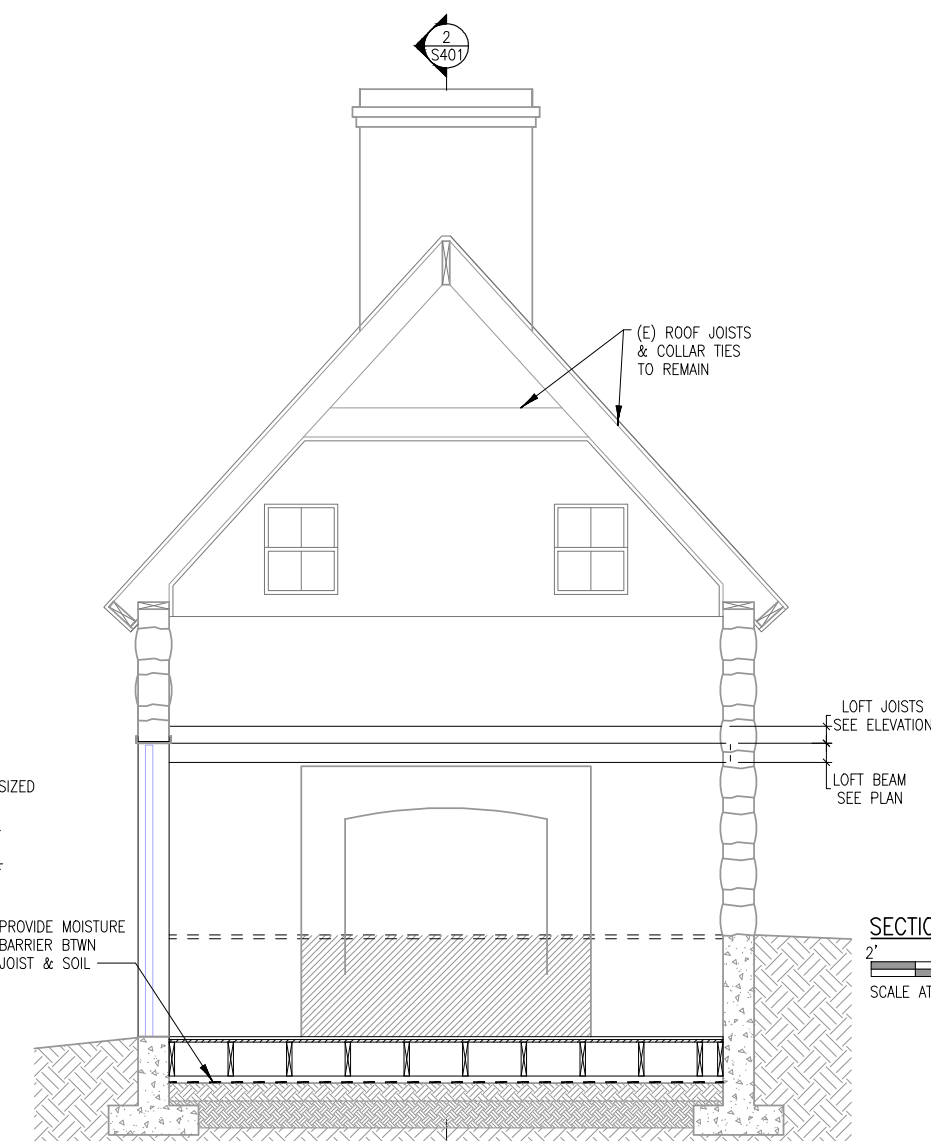 2
S401
(E) ROOF JOISTS
& COLLAR TIES
TO REMAIN
LOFT JOISTS
SEE ELEVATION
LOFT BEAM
SEE PLAN
SIZED
PROVIDE MOISTURE
BARRIER BTWN
JOIST & SOIL
SECTIO
2'
SCALE AT